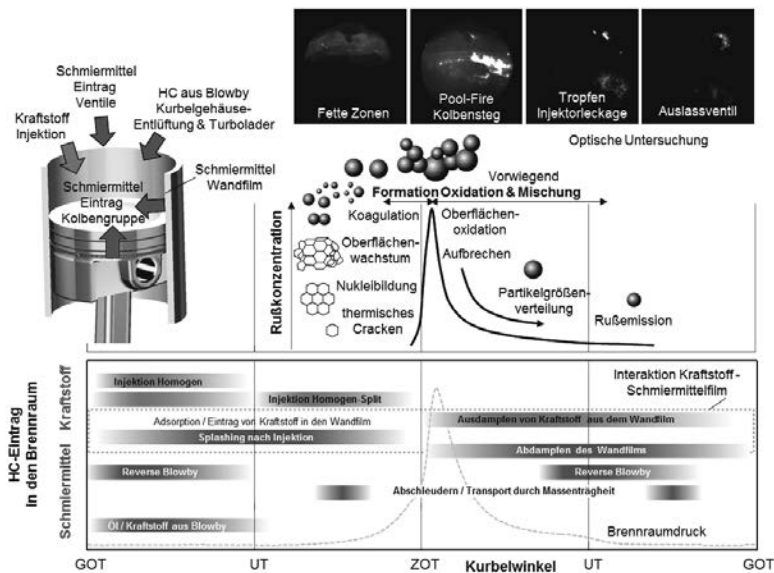 Fette Zonen
Pool-Fire
Kolbensteg
Tropfen
Injektorleckage
Auslassventil
Optische Untersuchung
Schmiermittel
Eintrag
Ventile
Kraftstoff
Injektion
HC aus Blowby
Kurbelgehäuse-
Entlüftung & Turbolader
Schmiermittel
Wandfilm
Schmiermittel
Eintrag
Kolbengruppe
Rußkonzentration
Vorwiegend
Formation Oxidation & Mischung
Koagulation
Oberflächen-
wachstum
Nukleibildung
thermisches
Cracken
Oberflächen-
oxidation
Aufbrechen
Partikelgrößen-
verteilung
Rußemission
HC-Eintrag
In den Brennraum
Schmiermittel
Kraftstoff
Injektion Homogen
Injektion Homogen-Split
Interaktion Kraftstoff-
Schmiermittelfilm
Adsorption / Eintrag von Kraftstoff in den Wandfilm
Ausdampfen von Kraftstoff aus dem Wandfilm
Splashing nach Injektion
Abdampfen des Wandfilms
Reverse Blowby
Reverse Blowby
Abschleudern / Transport durch Massenträgheit
Öl / Kraftstoff aus Blowby
Brennraumdruck
GOT
UT
ZOT
Kurbelwinkel
UT
GOT